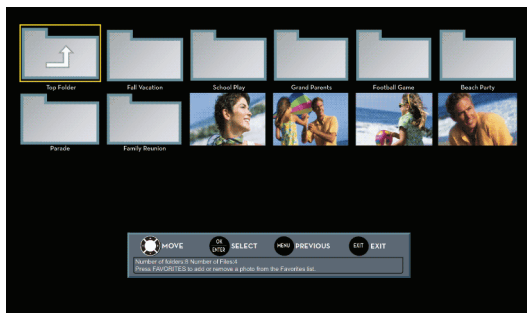 Top Folder Fall Vacation School Play Grand Parents Football Game Beach Party
Parade Family Reunion
MOVE OK ENTER SELECT MENU PREVIOUS EXIT EXIT
Number of folders:8 Number of Files:4
Press FAVORITES to add or remove a photo from the Favorites list.